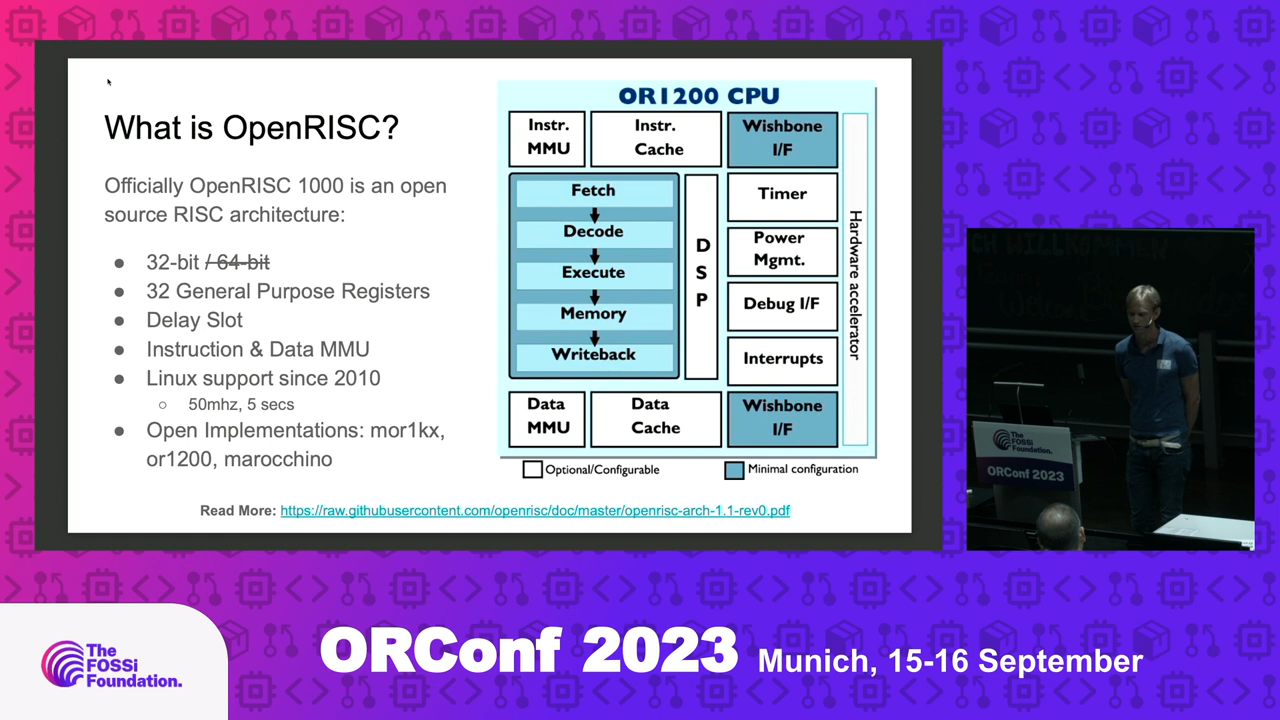 What is OpenRISC?
Officially OpenRISC 1000 is an open
source RISC architecture:
● 32-bit / 64-bit
● 32 General Purpose Registers
● Delay Slot
● Instruction & Data MMU
● Linux support since 2010
○ 50mhz, 5 secs
● Open Implementations: mor1kx,
or1200, marocchino
OR1200 CPU
Instr.
MMU
Instr.
Cache
Wishbone
I/F
Fetch
Decode
Execute
Memory
Writeback
D
S
P
Timer
Power
Mgmt.
Debug I/F
Interrupts
Hardware accelerator
Data
MMU
Data
Cache
Wishbone
I/F
Optional/Configurable
Minimal configuration
Read More: https://raw.githubusercontent.com/openrisc/doc/master/openrisc-arch-1.1-rev0.pdf
The
FOSSi
Foundation.
ORConf 2023
The
FOSSi
Foundation.
ORConf 2023
Munich, 15-16 September